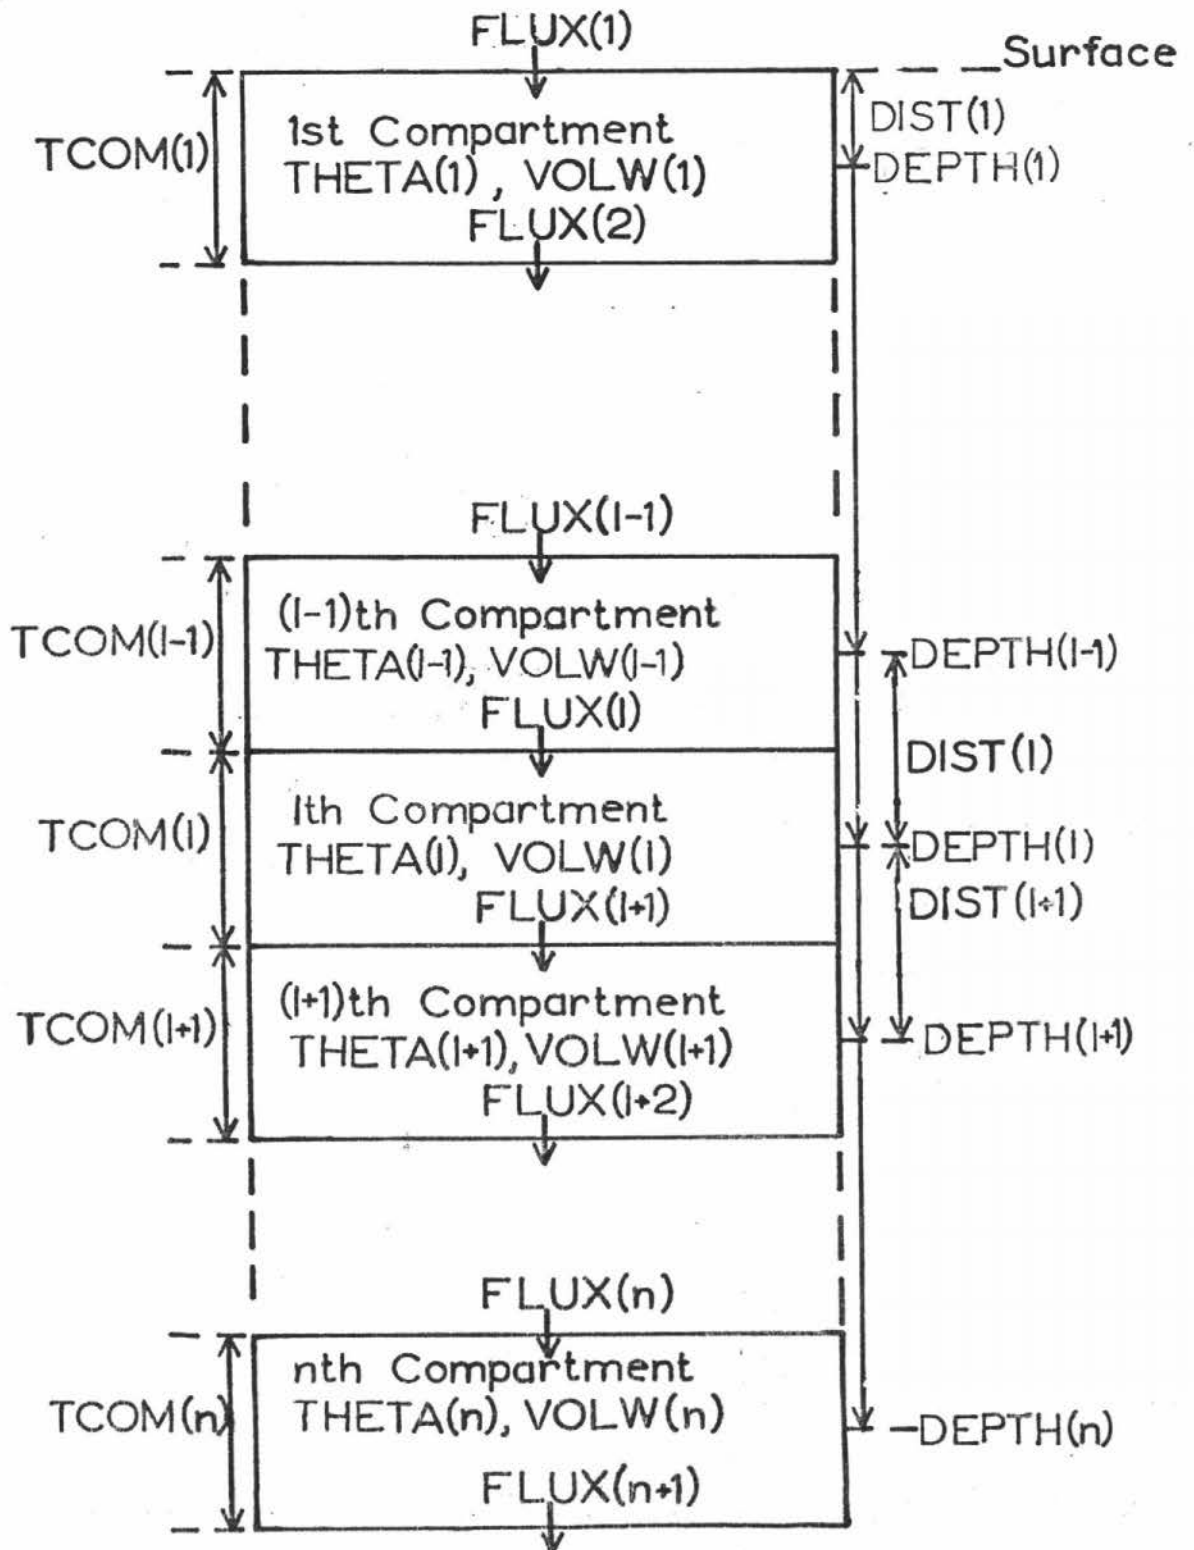 FLUX(1)
Surface
TCOM(1)
1st Compartment
THETA(1), VOLW(1)
FLUX(2)
DIST(1)
DEPTH(1)
FLUX(I-1)
TCOM(I-1)
(I-1)th Compartment
THETA(I-1), VOLW(I-1)
FLUX(I)
DEPTH(I-1)
DIST(I)
TCOM(I)
Ith Compartment
THETA(I), VOLW(I)
FLUX(I+1)
DEPTH(I)
DIST(I+1)
TCOM(I+1)
(I+1)th Compartment
THETA(I+1), VOLW(I+1)
FLUX(I+2)
DEPTH(I+1)
FLUX(n)
TCOM(n)
nth Compartment
THETA(n), VOLW(n)
FLUX(n+1)
DEPTH(n)